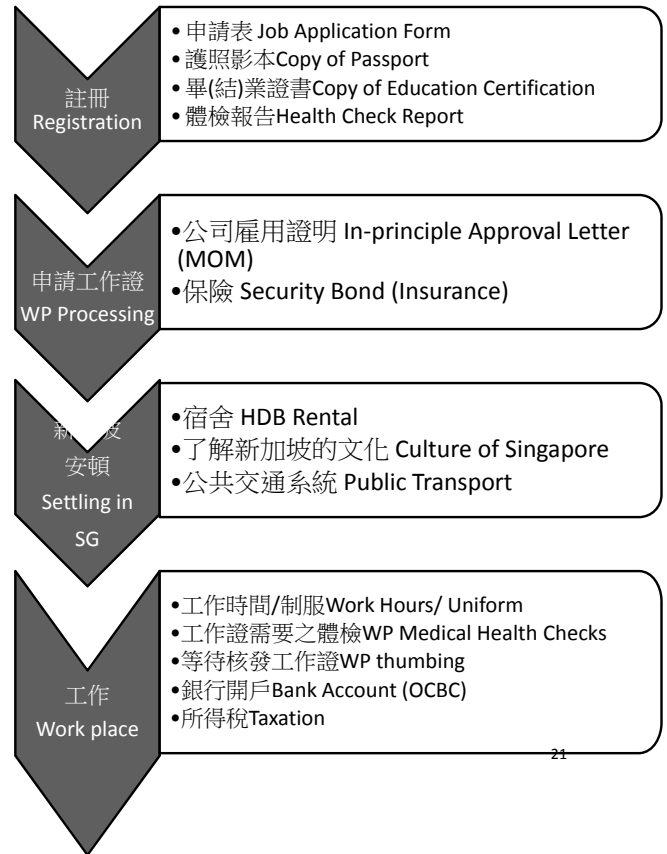 註冊
Registration
• 申請表 Job Application Form
• 護照影本Copy of Passport
• 畢(結)業證書Copy of Education Certification
• 體檢報告Health Check Report
申請工作證
WP Processing
•公司雇用證明 In-principle Approval Letter
(MOM)
•保險 Security Bond (Insurance)
新加坡
安頓
Settling in
SG
•宿舍 HDB Rental
•了解新加坡的文化 Culture of Singapore
•公共交通系統 Public Transport
工作
Work place
•工作時間/制服Work Hours/ Uniform
•工作證需要之體檢WP Medical Health Checks
•等待核發工作證WP thumbing
•銀行開戶Bank Account (OCBC)
•所得稅Taxation
21